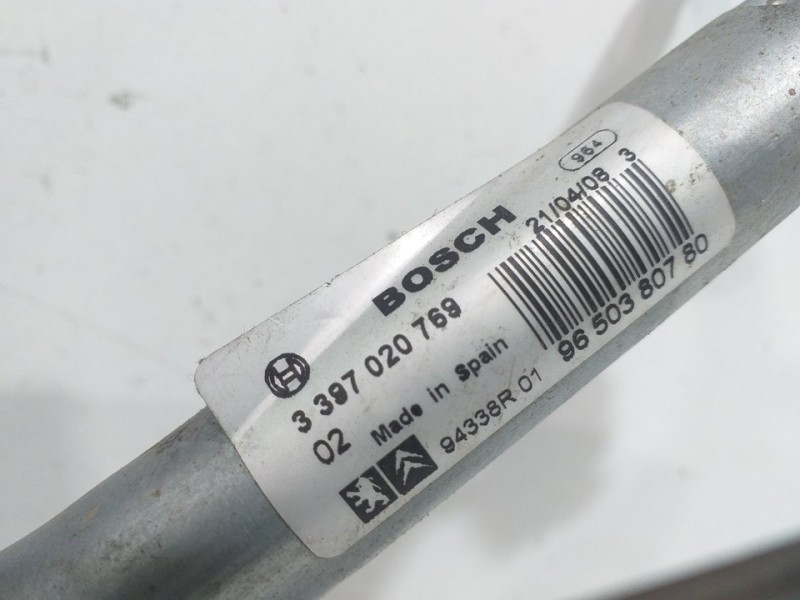 964
BOSCH
21/04/08 3
3 397 020 769
02 Made in Spain
96 503 807 80
94338R 01